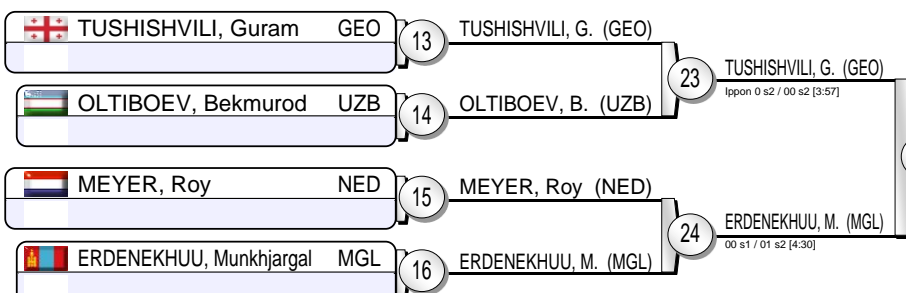 TUSHISHVILI, Guram GEO
13
TUSHISHVILI, G. (GEO)
OLTIBOEV, Bekmurod UZB
14
OLTIBOEV, B. (UZB)
23
TUSHISHVILI, G. (GEO)
Ippon 0 s2 / 00 s2 [3:57]
MEYER, Roy NED
15
MEYER, Roy (NED)
ERDENEKHUU, Munkhjargal MGL
16
ERDENEKHUU, M. (MGL)
24
ERDENEKHUU, M. (MGL)
00 s1 / 01 s2 [4:30]